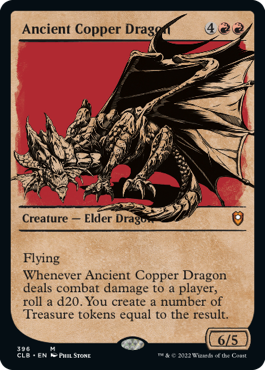 Ancient Copper Dragon 4
Creature — Elder Dragon
Flying
Whenever Ancient Copper Dragon
deals combat damage to a player,
roll a d20. You create a number of
Treasure tokens equal to the result.
6/5
396 M
CLB • EN Phil Stone
™ & © 2022 Wizards of the Coast